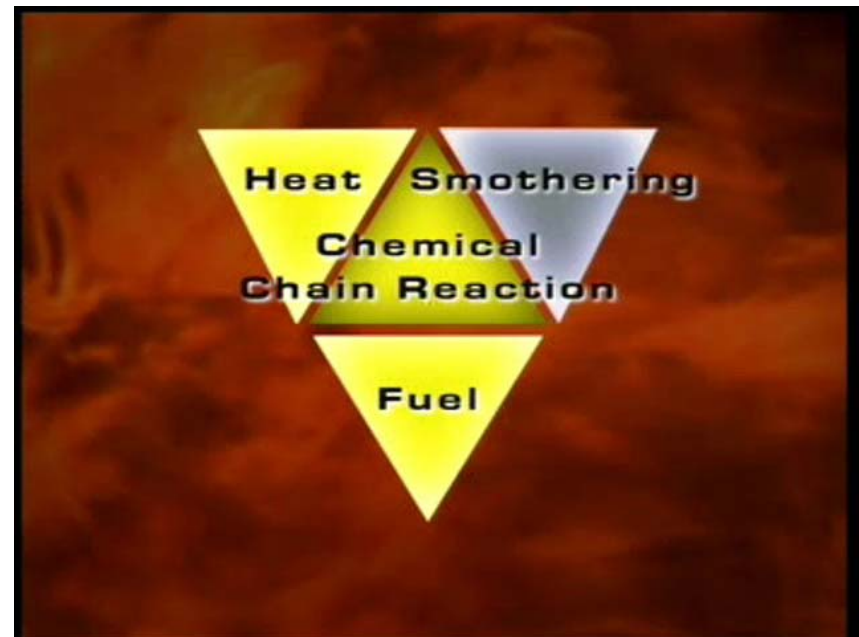 Heat
Smothering
Chemical
Chain Reaction
Fuel